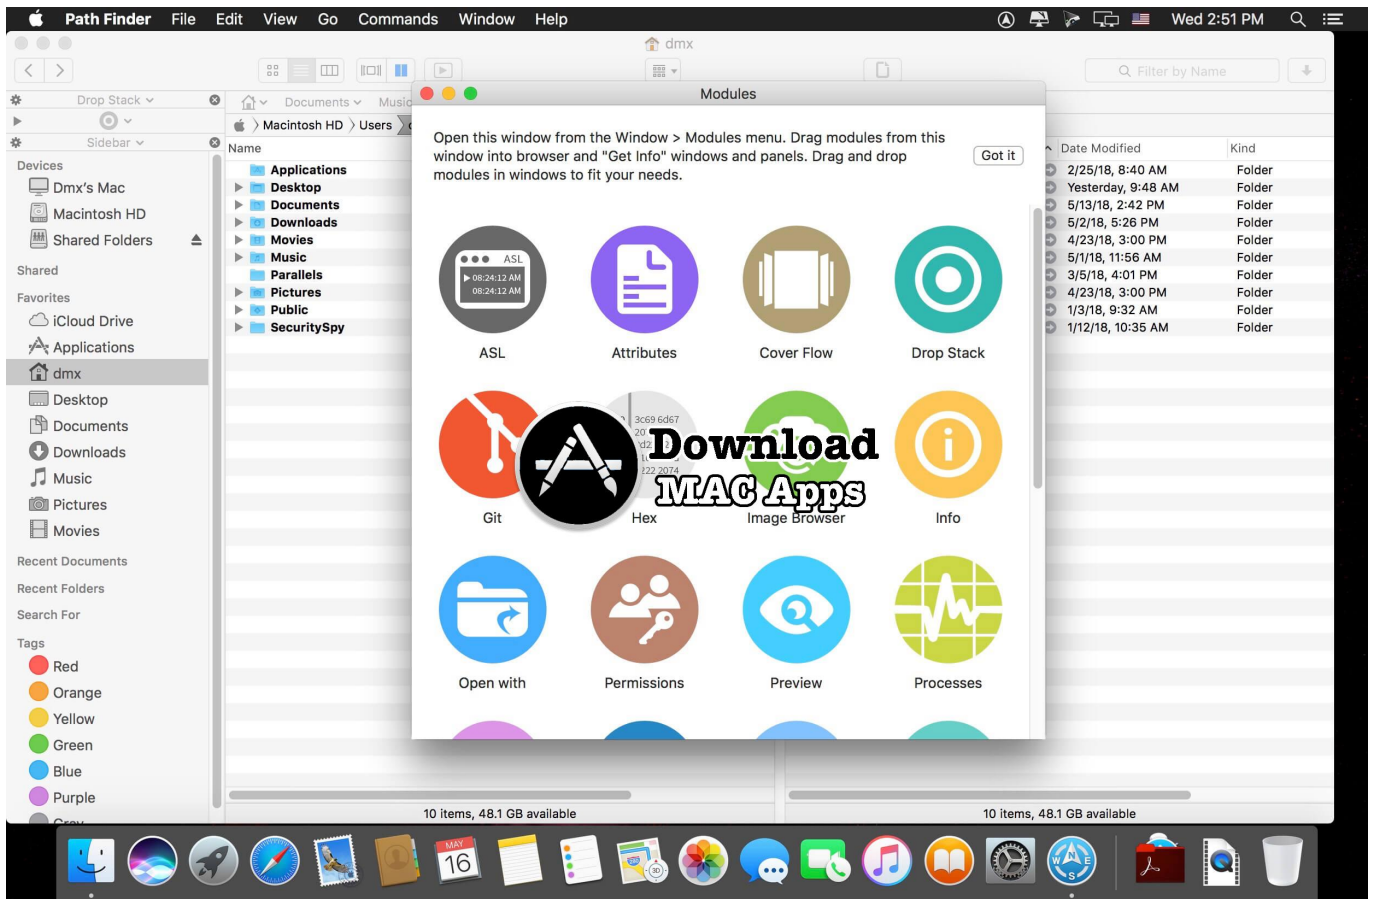 Path Finder File Edit View Go Commands Window Help Wed 2:51 PM
dmx
Filter by Name
Drop Stack
Sidebar
Devices
Dmx's Mac
Macintosh HD
Shared Folders
Shared
Favorites
iCloud Drive
Applications
dmx
Desktop
Documents
Downloads
Music
Pictures
Movies
Recent Documents
Recent Folders
Search For
Tags
Red
Orange
Yellow
Green
Blue
Purple
Gray
Documents Music
Macintosh HD Users
Name
Applications
Desktop
Documents
Downloads
Movies
Music
Parallels
Pictures
Public
SecuritySpy
10 items, 48.1 GB available
Modules
Open this window from the Window > Modules menu. Drag modules from this
window into browser and "Get Info" windows and panels. Drag and drop
modules in windows to fit your needs.
Got it
ASL
08:24:12 AM
08:24:12 AM
ASL Attributes Cover Flow Drop Stack
3c69 6d67
222 2074
Download
MAC Apps
Git Hex Image Browser Info
Open with Permissions Preview Processes
Date Modified Kind
2/25/18, 8:40 AM Folder
Yesterday, 9:48 AM Folder
5/13/18, 2:42 PM Folder
5/2/18, 5:26 PM Folder
4/23/18, 3:00 PM Folder
5/1/18, 11:56 AM Folder
3/5/18, 4:01 PM Folder
4/23/18, 3:00 PM Folder
1/3/18, 9:32 AM Folder
1/12/18, 10:35 AM Folder
10 items, 48.1 GB available
MAY
16
3D
N
W E
S